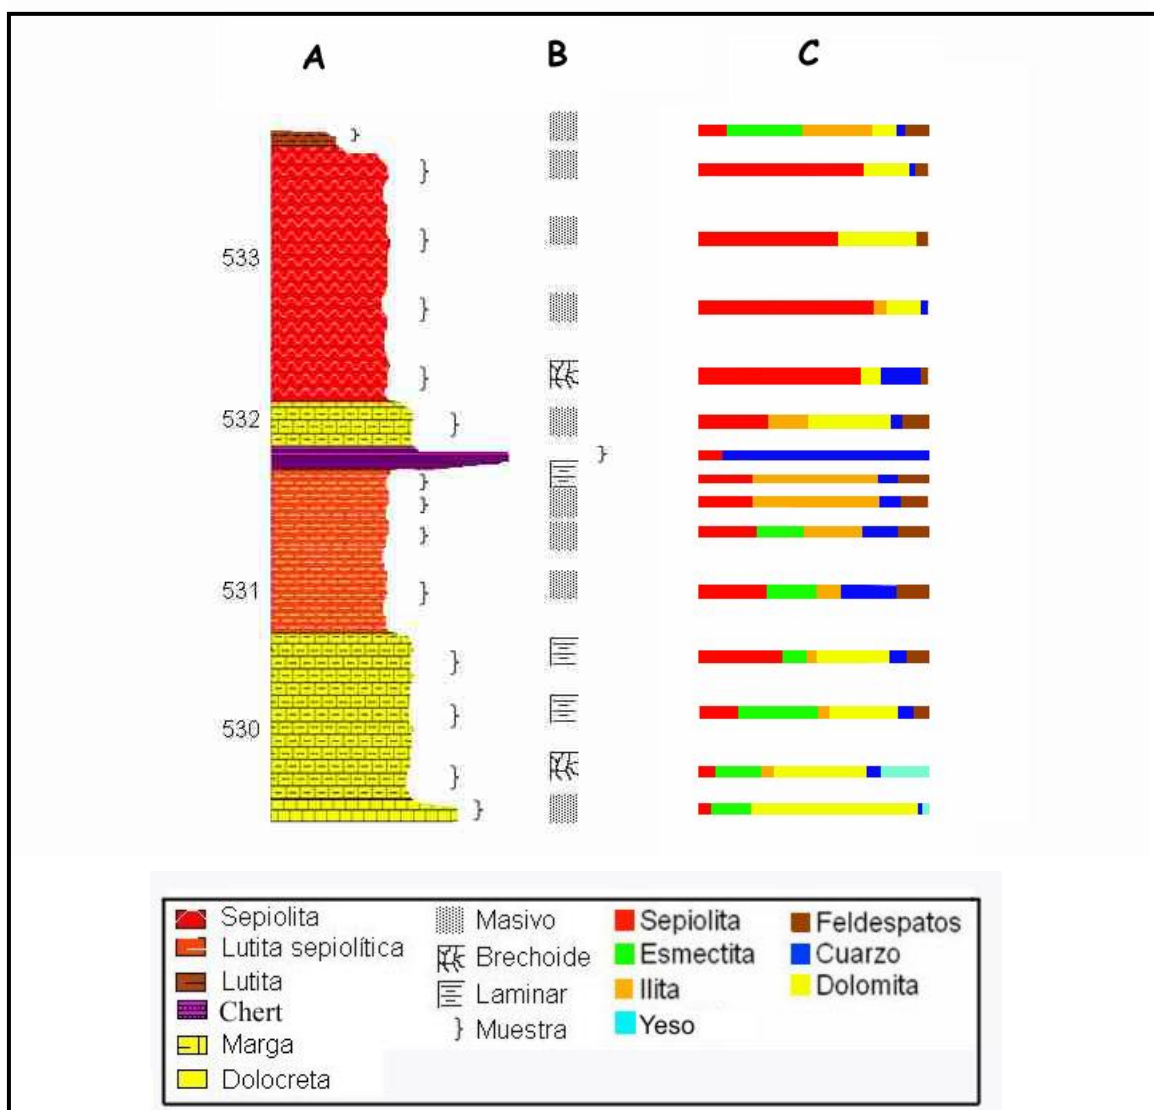 A B C
533
532
531
530
Sepiolita
Lutita sepiolítica
Lutita
Chert
Marga
Dolocreta
Masivo
Brechoide
Laminar
Muestra
Sepiolita
Esmectita
Ilita
Yeso
Feldespatos
Cuarzo
Dolomita